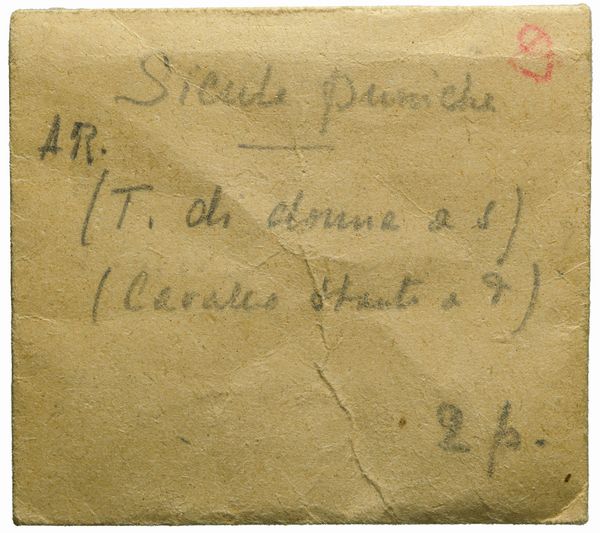 Sicule puniche
AR.
(T. di donna a s)
(Cavallo stante a d)
2 p.